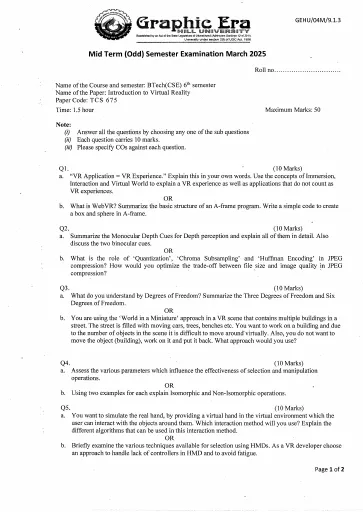 GEHU/04M/9.1.3
Graphic Era
HILL UNIVERSITY
Mid Term (Odd) Semester Examination March 2025
Roll no...............................
Name of the Course and semester: BTech(CSE) 6th semester
Name of the Paper: Introduction to Virtual Reality
Paper Code: TCS 675
Time: 1.5 hour Maximum Marks: 50
Note:
(i) Answer all the questions by choosing any one of the sub questions
(ii) Each question carries 10 marks.
(iii) Please specify COs against each question.
Q1. (10 Marks)
a. "VR Application = VR Experience." Explain this in your own words. Use the concepts of Immersion,
Interaction and Virtual World to explain a VR experience as well as applications that do not count as
VR experiences.
OR
b. What is WebVR? Summarize the basic structure of an A-frame program. Write a simple code to create
a box and sphere in A-frame.
Q2. (10 Marks)
a. Summarize the Monocular Depth Cues for Depth perception and explain all of them in detail. Also
discuss the two binocular cues.
OR
b. What is the role of 'Quantization', 'Chroma Subsampling' and 'Huffman Encoding' in JPEG
compression? How would you optimize the trade-off between file size and image quality in JPEG
compression?
Q3. (10 Marks)
a. What do you understand by Degrees of Freedom? Summarize the Three Degrees of Freedom and Six
Degrees of Freedom.
OR
b. You are using the 'World in a Miniature' approach in a VR scene that contains multiple buildings in a
street. The street is filled with moving cars, trees, benches etc. You want to work on a building and due
to the number of objects in the scene it is difficult to move around virtually. Also, you do not want to
move the object (building), work on it and put it back. What approach would you use?
Q4. (10 Marks)
a. Assess the various parameters which influence the effectiveness of selection and manipulation
operations.
OR
b. Using two examples for each explain Isomorphic and Non-Isomorphic operations.
Q5. (10 Marks)
a. You want to simulate the real hand, by providing a virtual hand in the virtual environment which the
user can interact with the objects around them. Which interaction method will you use? Explain the
different algorithms that can be used in this interaction method.
OR
b. Briefly examine the various techniques available for selection using HMDs. As a VR developer choose
an approach to handle lack of controllers in HMD and to avoid fatigue.
Page 1 of 2